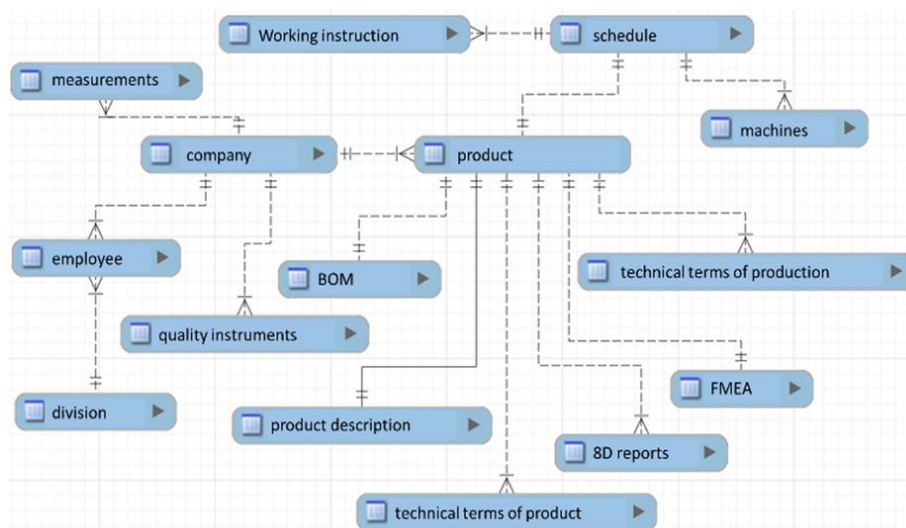 Working instruction
schedule
measurements
machines
company
product
employee
technical terms of production
BOM
quality instruments
FMEA
division
product description
8D reports
technical terms of product